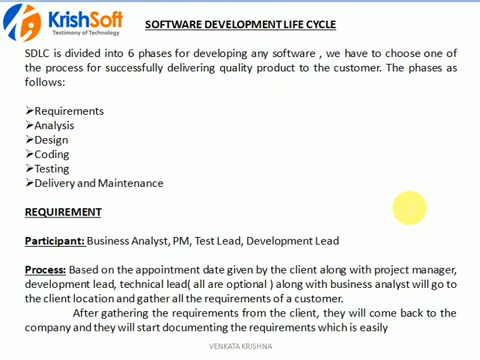 KrishSoft
Testimony of Technology
SOFTWARE DEVELOPMENT LIFE CYCLE
SDLC is divided into 6 phases for developing any software , we have to choose one of
the process for successfully delivering quality product to the customer. The phases as
follows:
➢Requirements
➢Analysis
➢Design
➢Coding
➢Testing
➢Delivery and Maintenance
REQUIREMENT
Participant: Business Analyst, PM, Test Lead, Development Lead
Process: Based on the appointment date given by the client along with project manager,
development lead, technical lead( all are optional ) along with business analyst will go to
the client location and gather all the requirements of a customer.
After gathering the requirements from the client, they will come back to the
company and they will start documenting the requirements which is easily
VENKATA KRISHNA